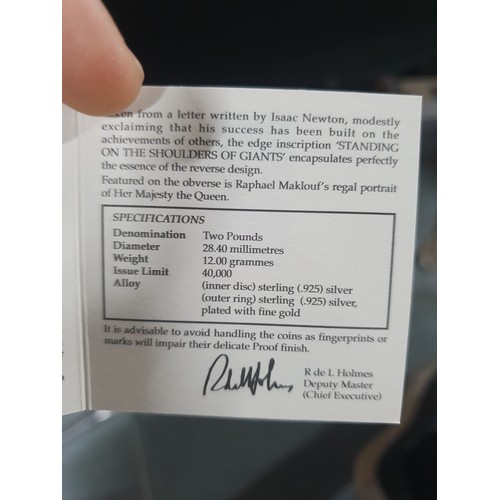 from a letter written by Isaac Newton, modestly
exclaiming that his success has been built on the
achievements of others, the edge inscription 'STANDING
ON THE SHOULDERS OF GIANTS' encapsulates perfectly
the essence of the reverse design.
Featured on the obverse is Raphael Maklouf's regal portrait
of Her Majesty the Queen.
SPECIFICATIONS
Denomination Two Pounds
Diameter 28.40 millimetres
Weight 12.00 grammes
Issue Limit 40,000
Alloy (inner disc) sterling (.925) silver
(outer ring) sterling (.925) silver,
plated with fine gold
It is advisable to avoid handling the coins as fingerprints or
marks will impair their delicate Proof finish.
R de L Holmes
Deputy Master
(Chief Executive)